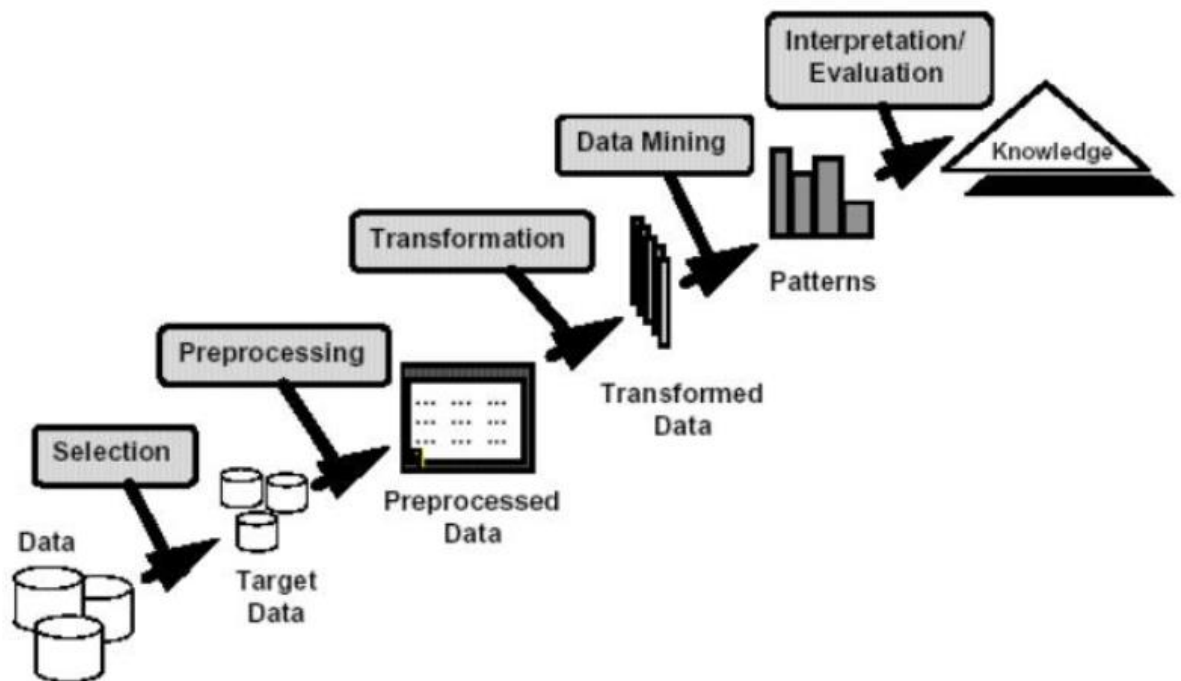 Interpretation/
Evaluation
Knowledge
Data Mining
Patterns
Transformation
Transformed
Data
Preprocessing
Preprocessed
Data
Selection
Target
Data
Data